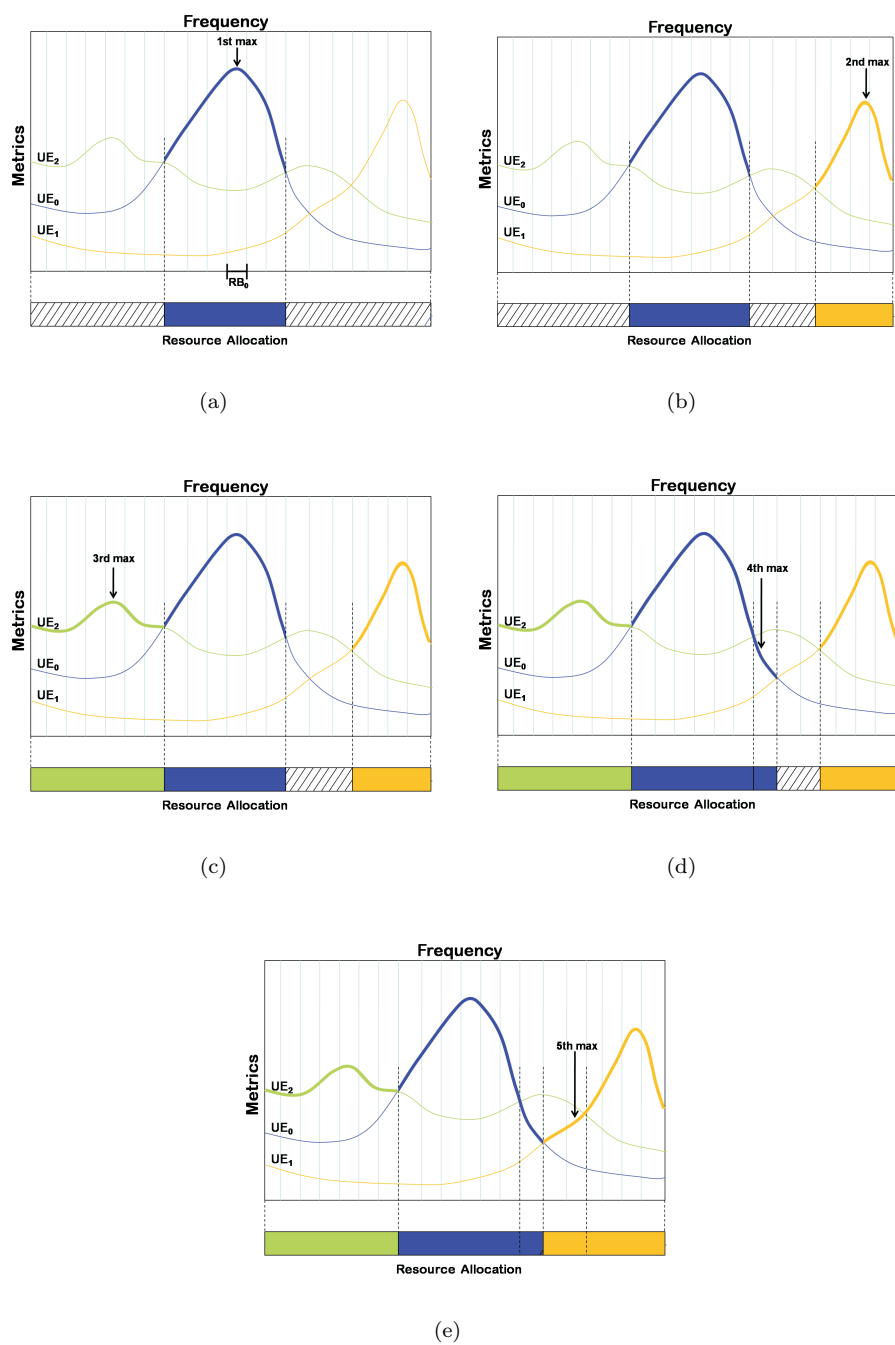 Frequency
1st max
Metrics
UE2
UE0
UE1
RB0
Resource Allocation
(a)
Frequency
2nd max
Metrics
UE2
UE0
UE1
Resource Allocation
(b)
Frequency
3rd max
Metrics
UE2
UE0
UE1
Resource Allocation
(c)
Frequency
4th max
Metrics
UE2
UE0
UE1
Resource Allocation
(d)
Frequency
5th max
Metrics
UE2
UE0
UE1
Resource Allocation
(e)